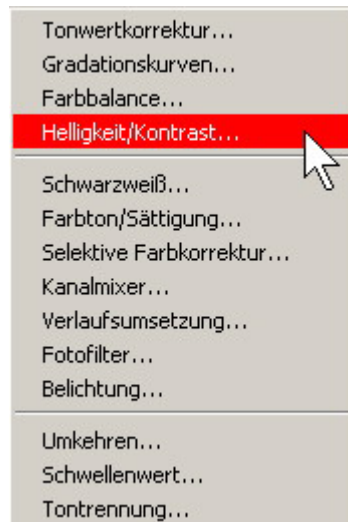 Tonwertkorrektur...
Gradationskurven...
Farbbalance...
Helligkeit/Kontrast...
Schwarzweiß...
Farbton/Sättigung...
Selektive Farbkorrektur...
Kanalmixer...
Verlaufsumsetzung...
Fotofilter...
Belichtung...
Umkehren...
Schwellenwert...
Tontrennung...